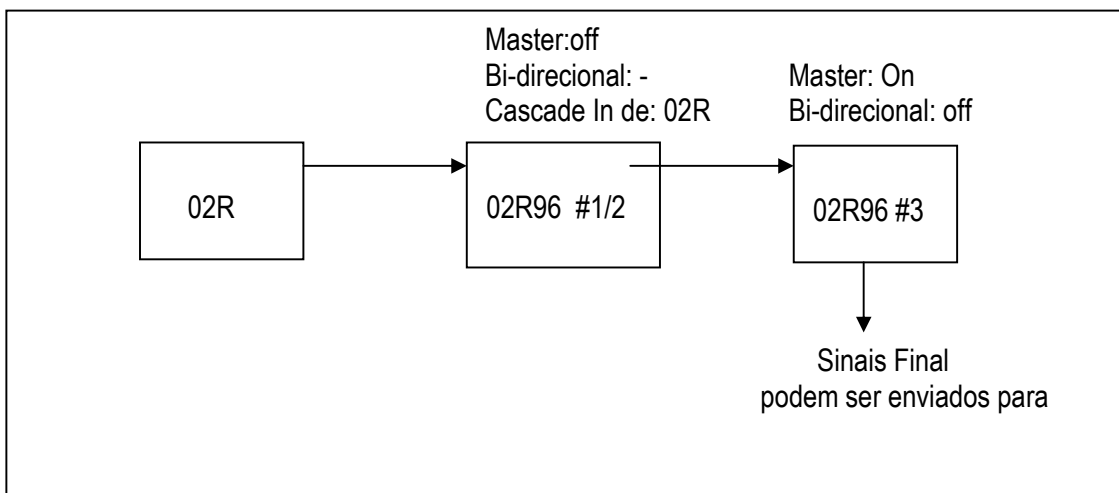 Master:off
Bi-direcional: -
Cascade In de: 02R
Master: On
Bi-direcional: off
02R
02R96 #1/2
02R96 #3
Sinais Final
podem ser enviados para